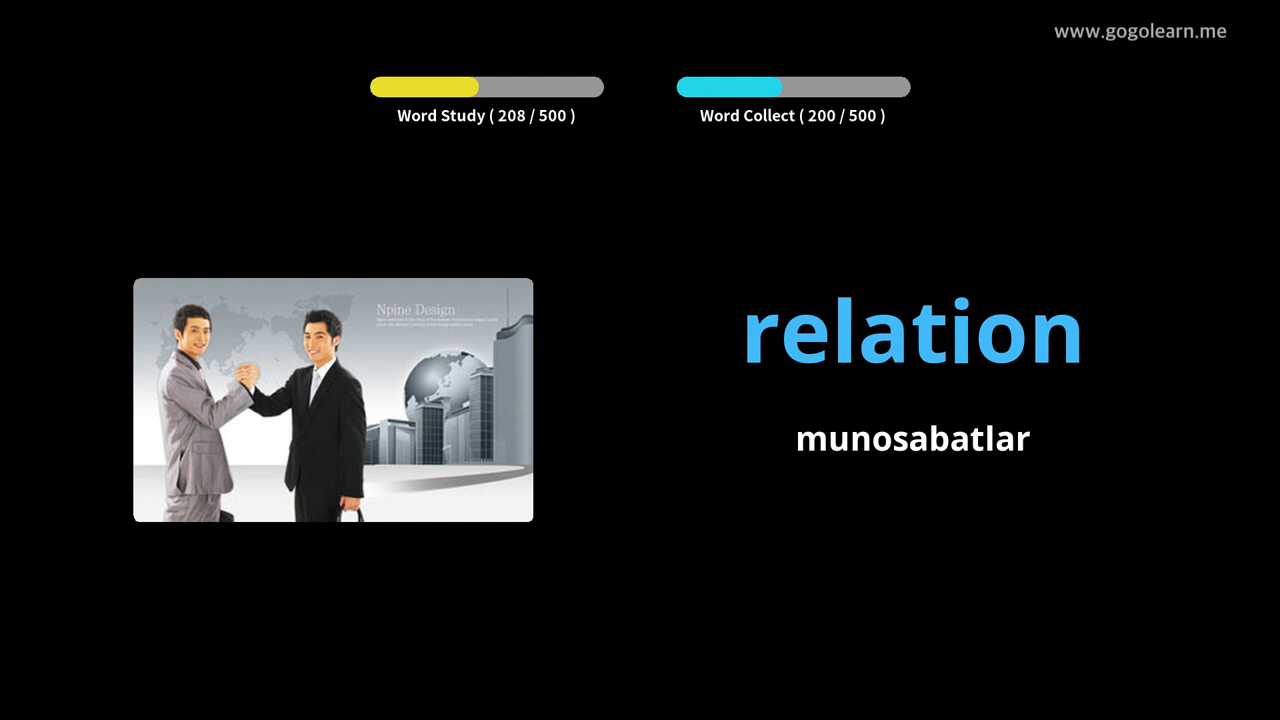 www.gogolearn.me
Word Study ( 208 / 500 )
Word Collect ( 200 / 500 )
Npine Design
relation
munosabatlar